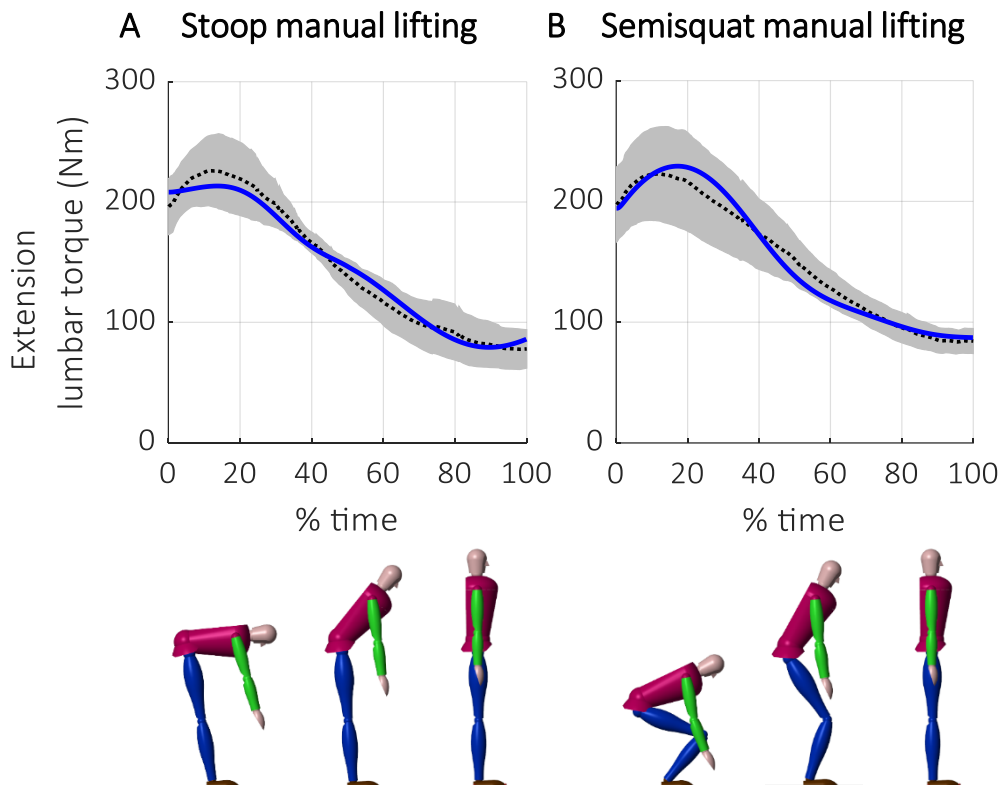 A Stoop manual lifting
B Semisquat manual lifting
Extension
lumbar torque (Nm)
300
200
100
0
0 20 40 60 80 100
% time
300
200
100
0
0 20 40 60 80 100
% time